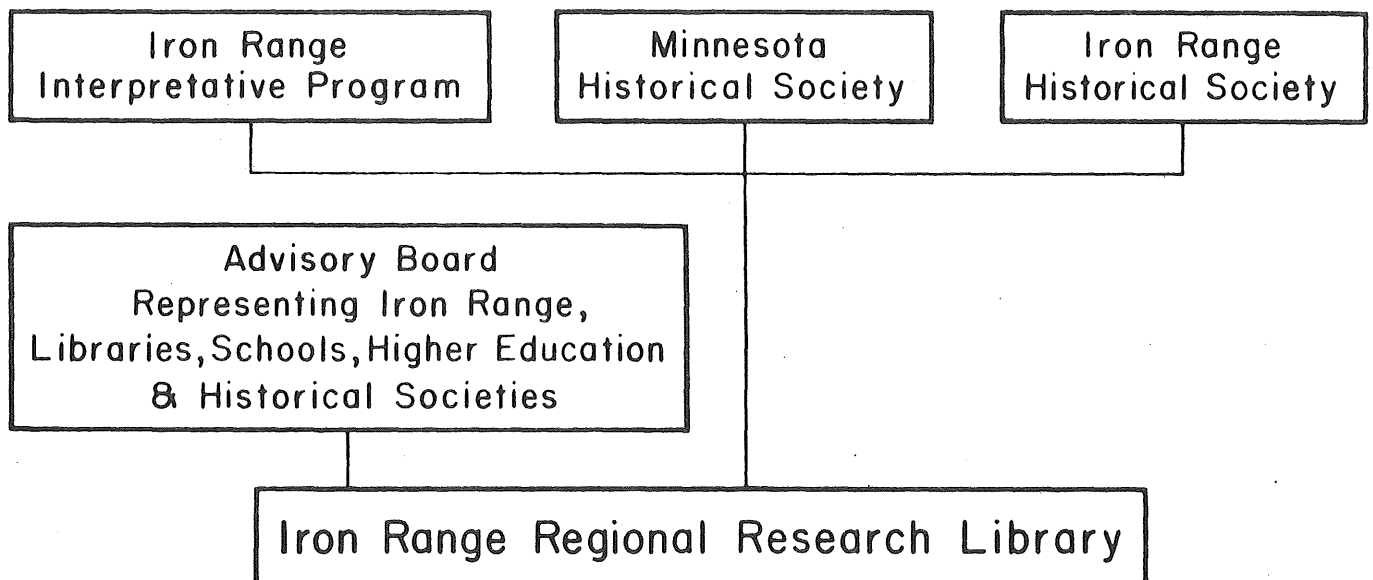 Iron Range
Interpretative Program
Minnesota
Historical Society
Iron Range
Historical Society
Advisory Board
Representing Iron Range,
Libraries, Schools, Higher Education
& Historical Societies
Iron Range Regional Research Library